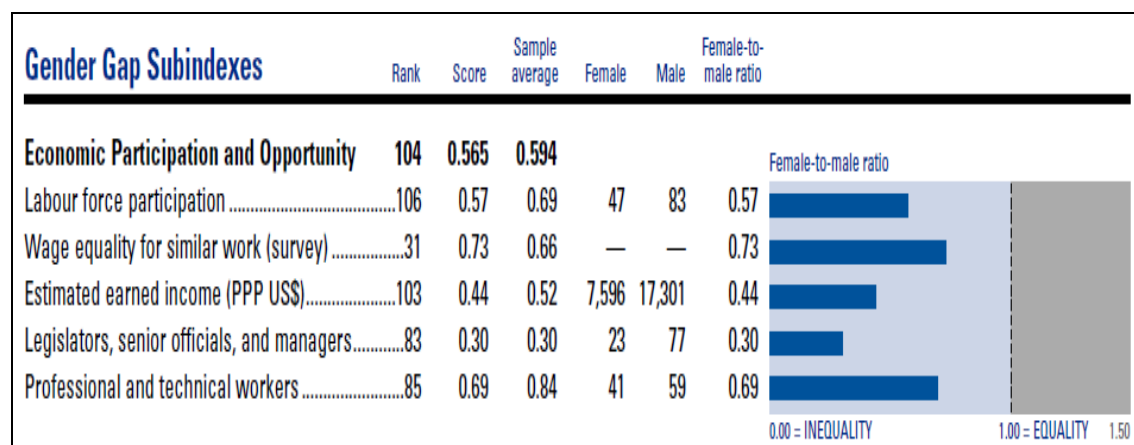 Gender Gap Subindexes Rank Score Sample average Female Male Female-to-male ratio
Economic Participation and Opportunity 104 0.565 0.594
Female-to-male ratio
Labour force participation.......................................106 0.57 0.69 47 83 0.57
Wage equality for similar work (survey)..................31 0.73 0.66 — — 0.73
Estimated earned income (PPP US$)......................103 0.44 0.52 7,596 17,301 0.44
Legislators, senior officials, and managers............83 0.30 0.30 23 77 0.30
Professional and technical workers........................85 0.69 0.84 41 59 0.69
0.00 = INEQUALITY 1.00 = EQUALITY 1.50